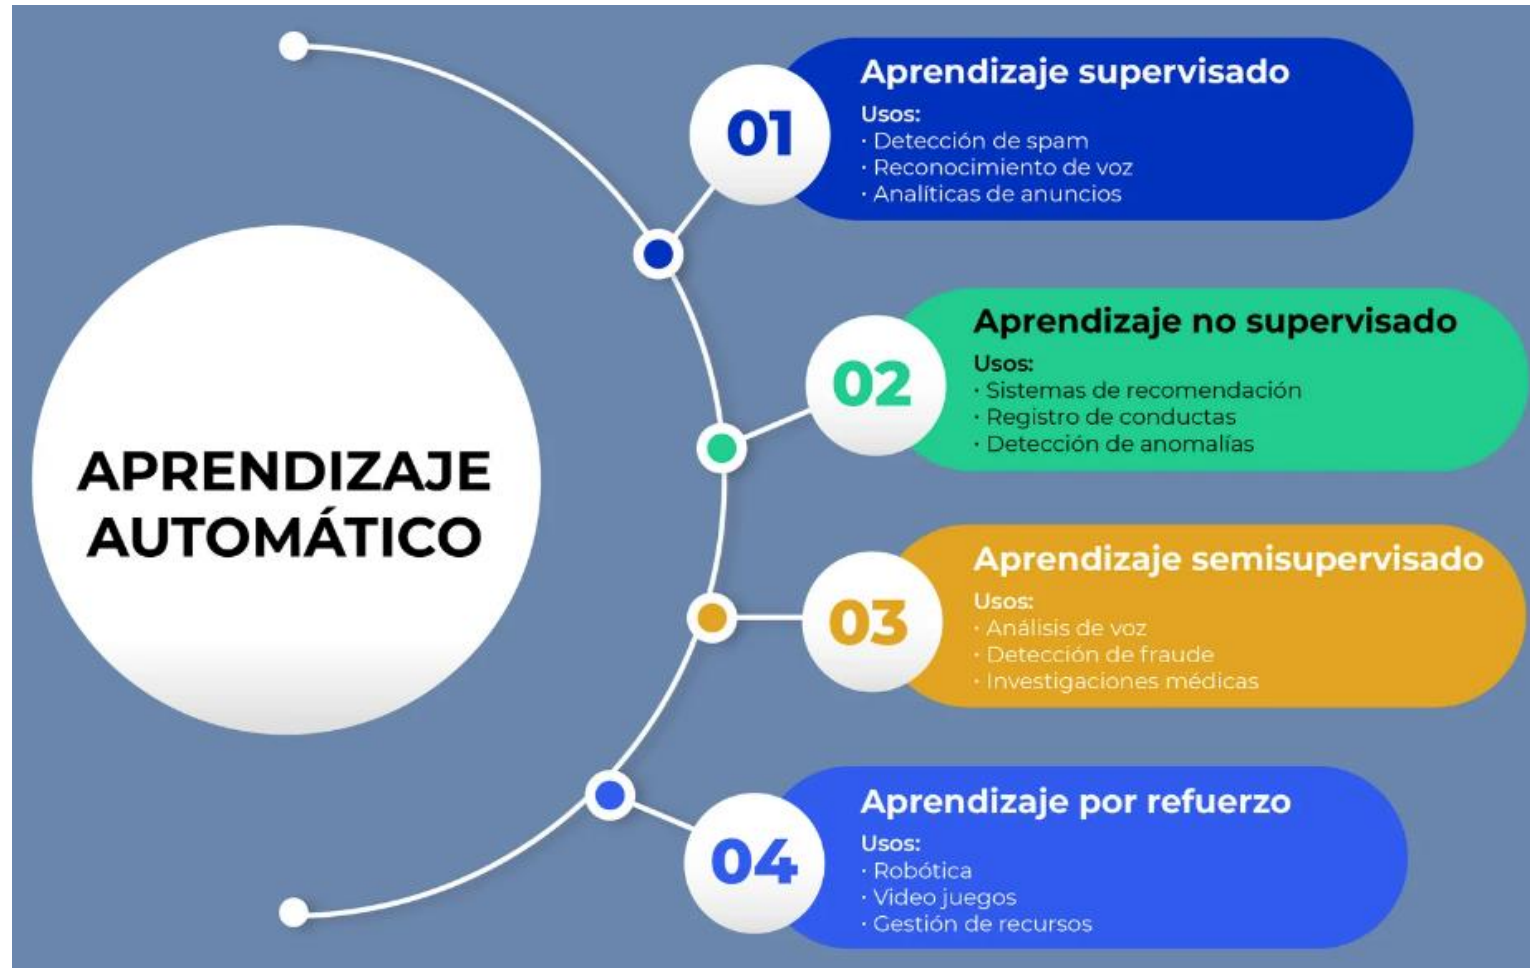 APRENDIZAJE
AUTOMÁTICO
01
Aprendizaje supervisado
Usos:
· Detección de spam
· Reconocimiento de voz
· Analíticas de anuncios
02
Aprendizaje no supervisado
Usos:
· Sistemas de recomendación
· Registro de conductas
· Detección de anomalías
03
Aprendizaje semisupervisado
Usos:
· Análisis de voz
· Detección de fraude
· Investigaciones médicas
04
Aprendizaje por refuerzo
Usos:
· Robótica
· Video juegos
· Gestión de recursos